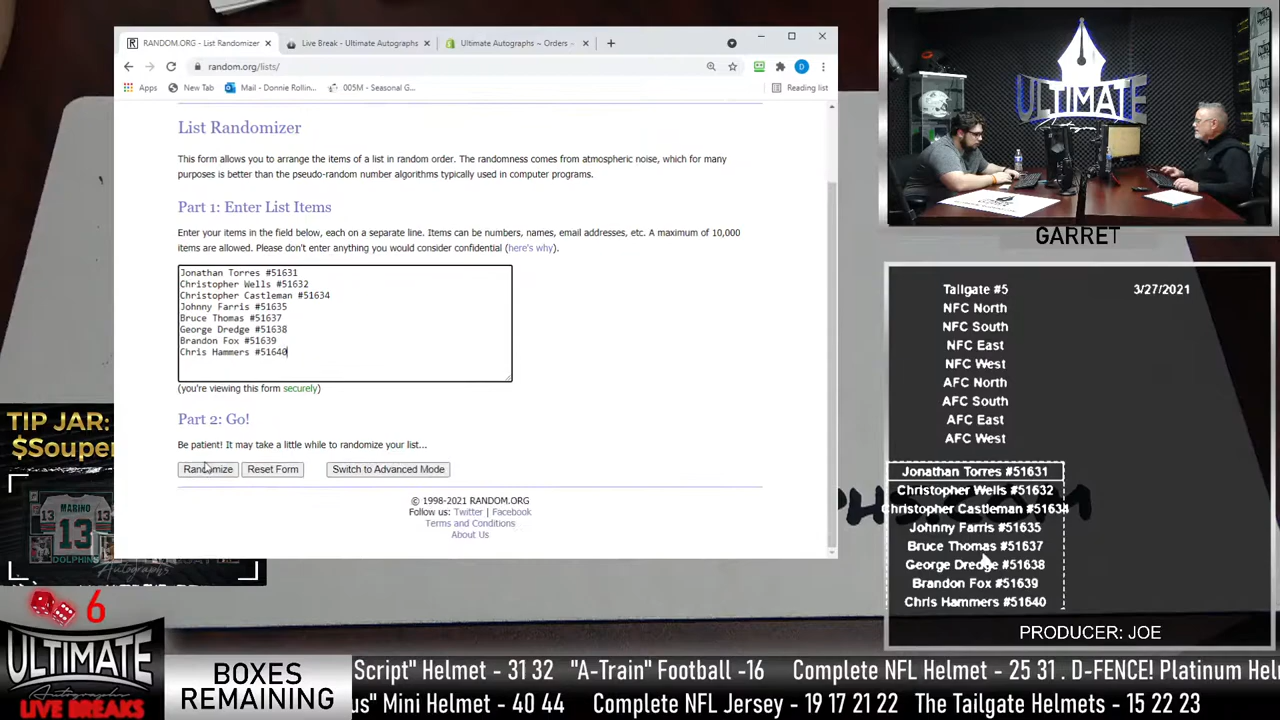 RANDOM.ORG - List Randomizer
Live Break - Ultimate Autographs
Ultimate Autographs ~ Orders -
random.org/lists/
Apps
New Tab
Mail - Donnie Rollin...
005M - Seasonal G...
Reading list
List Randomizer
This form allows you to arrange the items of a list in random order. The randomness comes from atmospheric noise, which for many
purposes is better than the pseudo-random number algorithms typically used in computer programs.
Part 1: Enter List Items
Enter your items in the field below, each on a separate line. Items can be numbers, names, email addresses, etc. A maximum of 10,000
items are allowed. Please don't enter anything you would consider confidential (here's why).
Jonathan Torres #51631
Christopher Wells #51632
Christopher Castleman #51634
Johnny Farris #51635
Bruce Thomas #51637
George Dredge #51638
Brandon Fox #51639
Chris Hammers #51640
(you're viewing this form securely)
Part 2: Go!
Be patient! It may take a little while to randomize your list...
Randomize
Reset Form
Switch to Advanced Mode
© 1998-2021 RANDOM.ORG
Follow us: Twitter | Facebook
Terms and Conditions
About Us
ULTIMATE
GARRET
Tailgate #5
3/27/2021
NFC North
NFC South
NFC East
NFC West
AFC North
AFC South
AFC East
AFC West
Jonathan Torres #51631
Christopher Wells #51632
Christopher Castleman #51634
Johnny Farris #51635
Bruce Thomas #51637
George Dredge #51638
Brandon Fox #51639
Chris Hammers #51640
PRODUCER: JOE
TIP JAR:
$Souper
MARINO
13
13
DOLPHINS
Autographs
6
ULTIMATE
Autographs
LIVE BREAKS
BOXES
REMAINING
Script" Helmet - 31 32 "A-Train" Football -16 Complete NFL Helmet - 25 31 . D-FENCE! Platinum Hel
us" Mini Helmet - 40 44 Complete NFL Jersey - 19 17 21 22 The Tailgate Helmets - 15 22 23